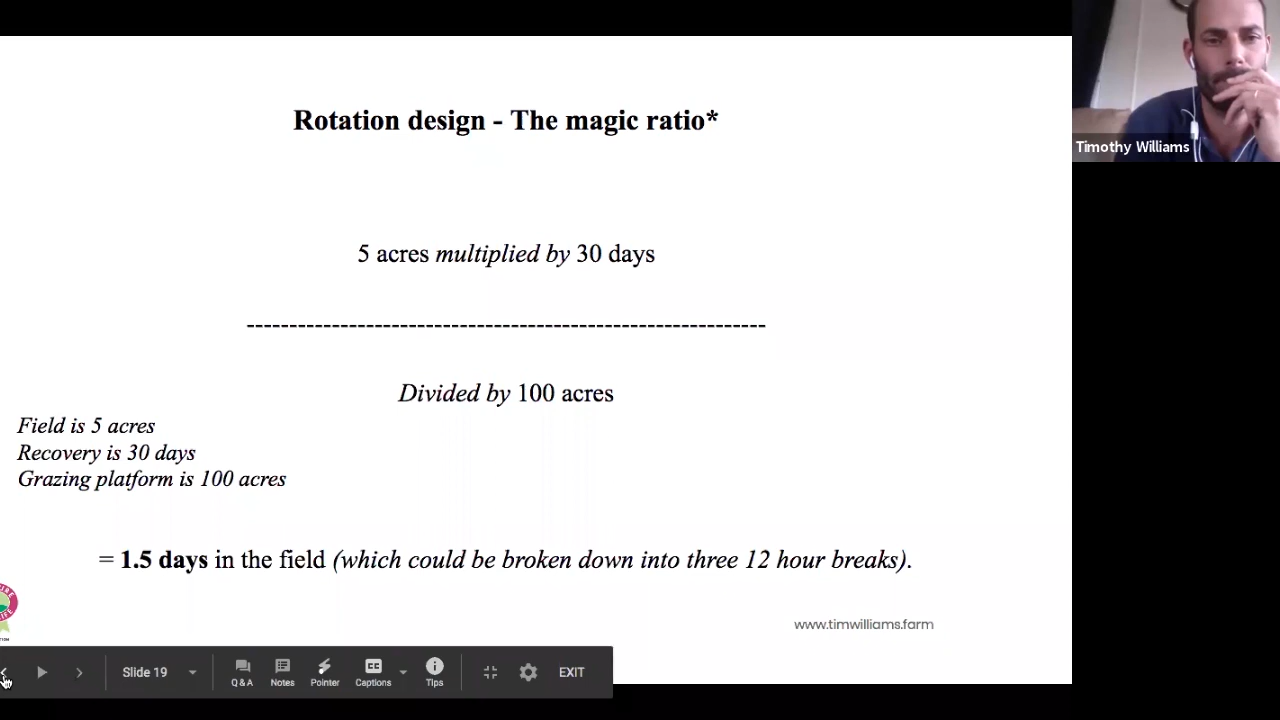 Rotation design - The magic ratio*
Timothy Williams
5 acres multiplied by 30 days
-------------------------------------------------------------
Divided by 100 acres
Field is 5 acres
Recovery is 30 days
Grazing platform is 100 acres
= 1.5 days in the field (which could be broken down into three 12 hour breaks).
www.timwilliams.farm
Slide 19
Q & A
Notes
Pointer
CC
Captions
Tips
EXIT